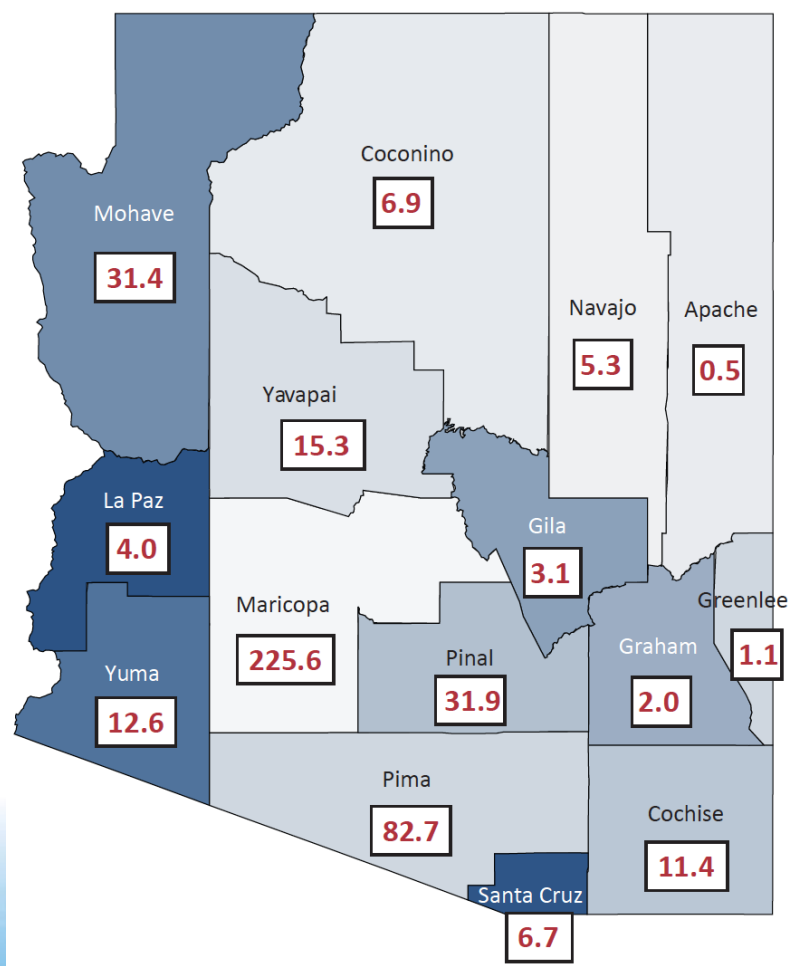 Coconino
6.9
Mohave
31.4
Navajo
5.3
Apache
0.5
Yavapai
15.3
La Paz
4.0
Gila
3.1
Maricopa
225.6
Greenlee
1.1
Pinal
31.9
Graham
2.0
Yuma
12.6
Pima
82.7
Cochise
11.4
Santa Cruz
6.7